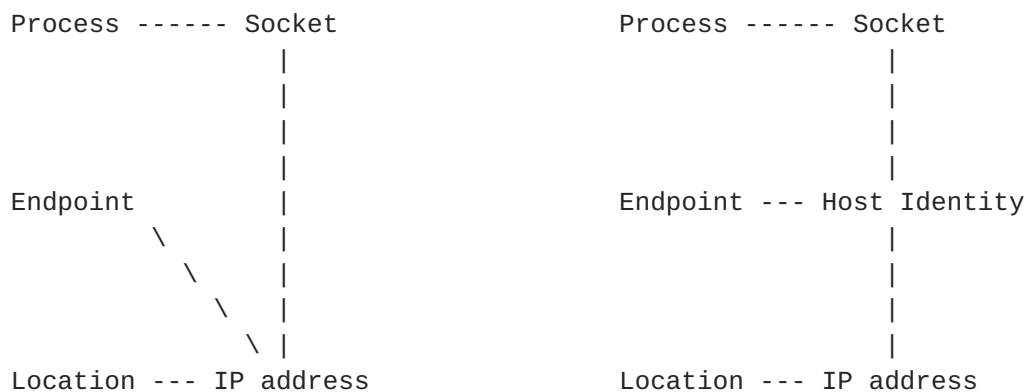 Process ------ Socket                  Process ------ Socket
                 |                                      |
                 |                                      |
                 |                                      |
                 |                                      |
Endpoint         |                     Endpoint --- Host Identity
         \       |                                      |
           \     |                                      |
             \   |                                      |
               \ |                                      |
Location --- IP address                Location --- IP address